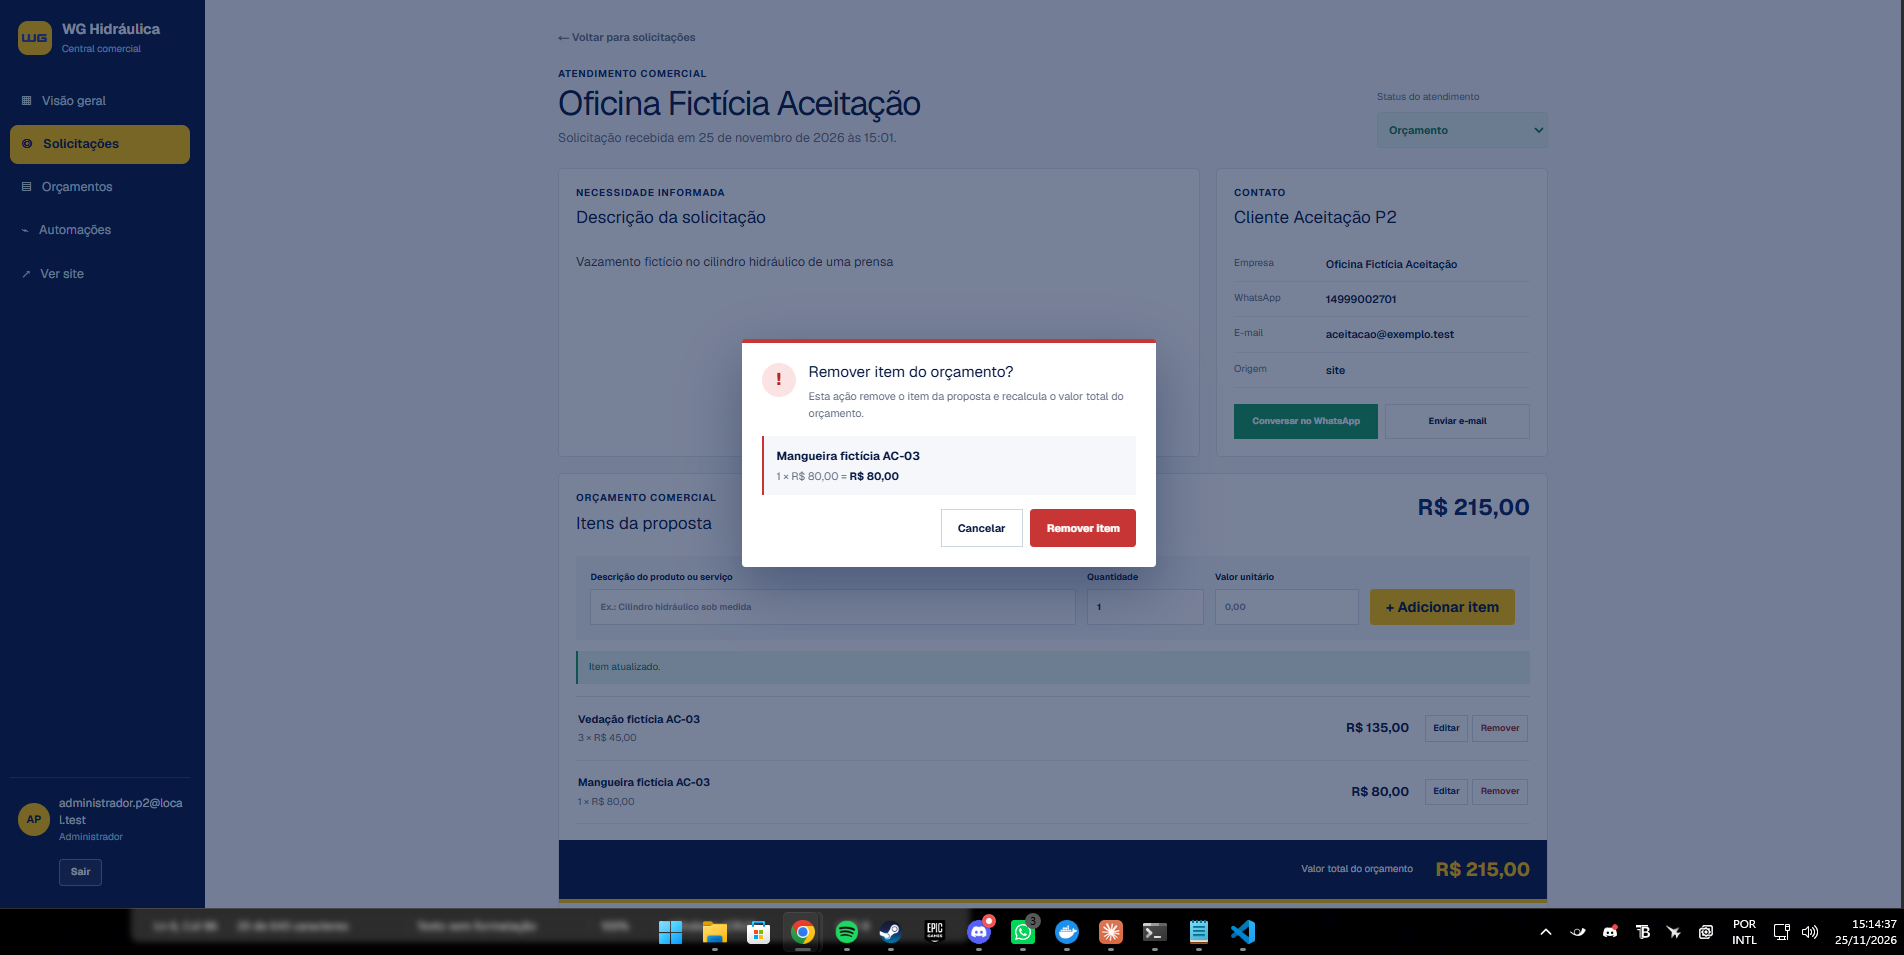 WG
WG Hidráulica
Central comercial
Visão geral
Solicitações
Orçamentos
Automações
Ver site
AP
administrador.p2@loca
l.test
Administrador
Sair
← Voltar para solicitações
ATENDIMENTO COMERCIAL
Oficina Fictícia Aceitação
Solicitação recebida em 25 de novembro de 2026 às 15:01.
Status do atendimento
Orçamento
NECESSIDADE INFORMADA
Descrição da solicitação
Vazamento fictício no cilindro hidráulico de uma prensa
CONTATO
Cliente Aceitação P2
Empresa Oficina Fictícia Aceitação
WhatsApp 14999002701
E-mail aceitacao@exemplo.test
Origem site
Conversar no WhatsApp Enviar e-mail
!
Remover item do orçamento?
Esta ação remove o item da proposta e recalcula o valor total do
orçamento.
Mangueira fictícia AC-03
1 × R$ 80,00 = R$ 80,00
Cancelar Remover item
ORÇAMENTO COMERCIAL
Itens da proposta
R$ 215,00
Descrição do produto ou serviço Quantidade Valor unitário
Ex.: Cilindro hidráulico sob medida 1 0,00 + Adicionar item
Item atualizado.
Vedação fictícia AC-03
3 × R$ 45,00
R$ 135,00 Editar Remover
Mangueira fictícia AC-03
1 × R$ 80,00
R$ 80,00 Editar Remover
Valor total do orçamento R$ 215,00
EPIC
GAMES
3
POR
INTL
15:14:37
25/11/2026